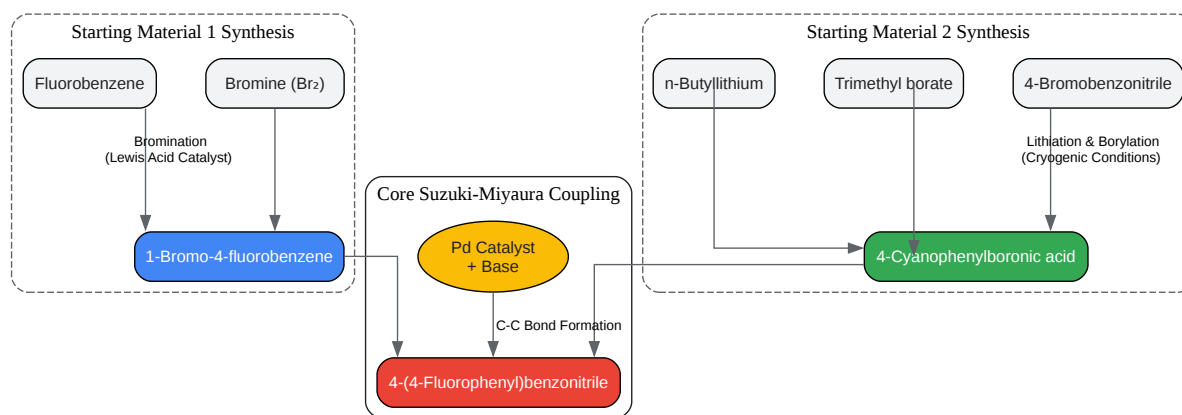 Starting Material 1 Synthesis
Fluorobenzene
Bromine (Br₂)
Bromination
(Lewis Acid Catalyst)
1-Bromo-4-fluorobenzene
Starting Material 2 Synthesis
n-Butyllithium
Trimethyl borate
4-Bromobenzonitrile
Lithiation & Borylation
(Cryogenic Conditions)
4-Cyanophenylboronic acid
Core Suzuki-Miyaura Coupling
Pd Catalyst
+ Base
C-C Bond Formation
4-(4-Fluorophenyl)benzonitrile